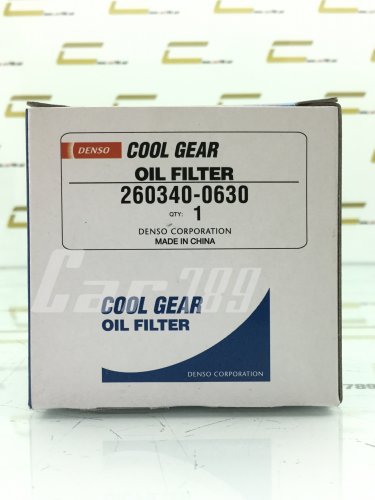 DENSO COOL GEAR
OIL FILTER
260340-0630
QTY: 1
DENSO CORPORATION
MADE IN CHINA
Car789
COOL GEAR
OIL FILTER
DENSO CORPORATION